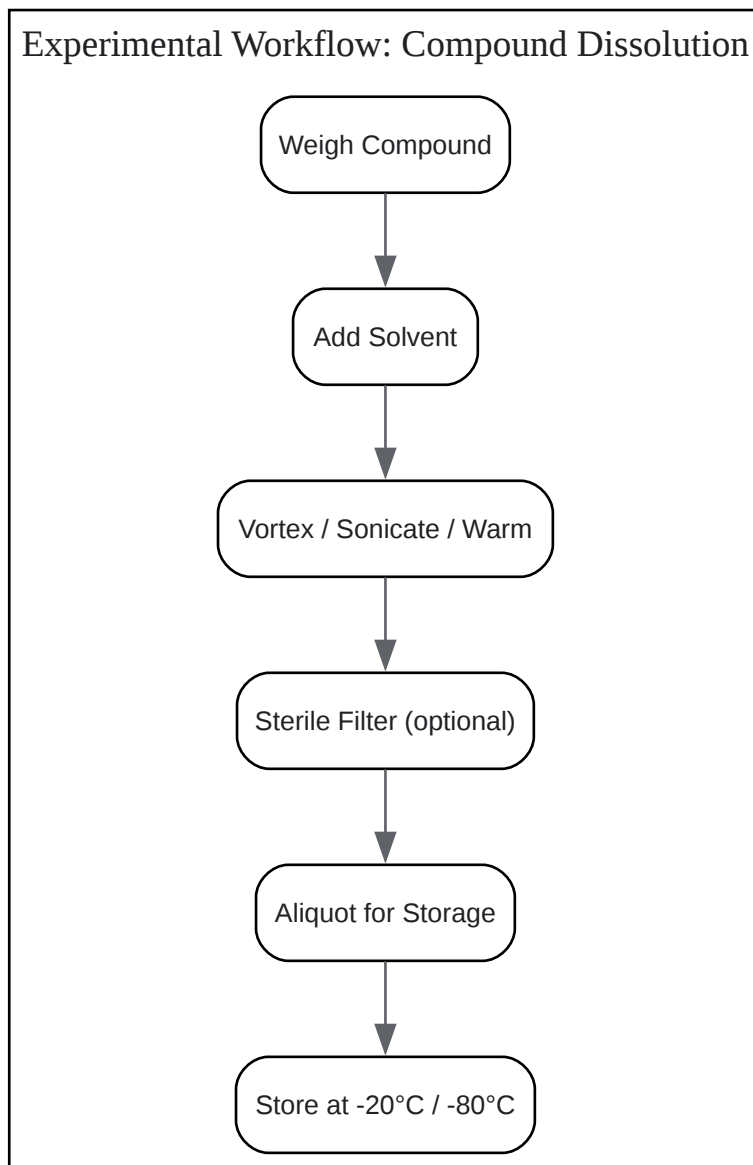 Experimental Workflow: Compound Dissolution
Weigh Compound
Add Solvent
Vortex / Sonicate / Warm
Sterile Filter (optional)
Aliquot for Storage
Store at -20°C / -80°C